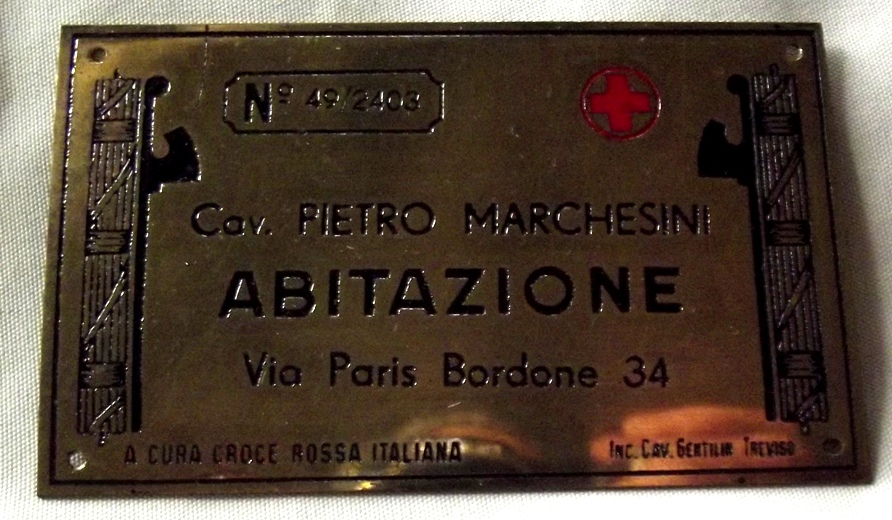 Nº 49/2403
Cav. PIETRO MARCHESINI
ABITAZIONE
Via Paris Bordone 34
A CURA CROCE ROSSA ITALIANA
INC. CAV. GENTILIN TREVISO